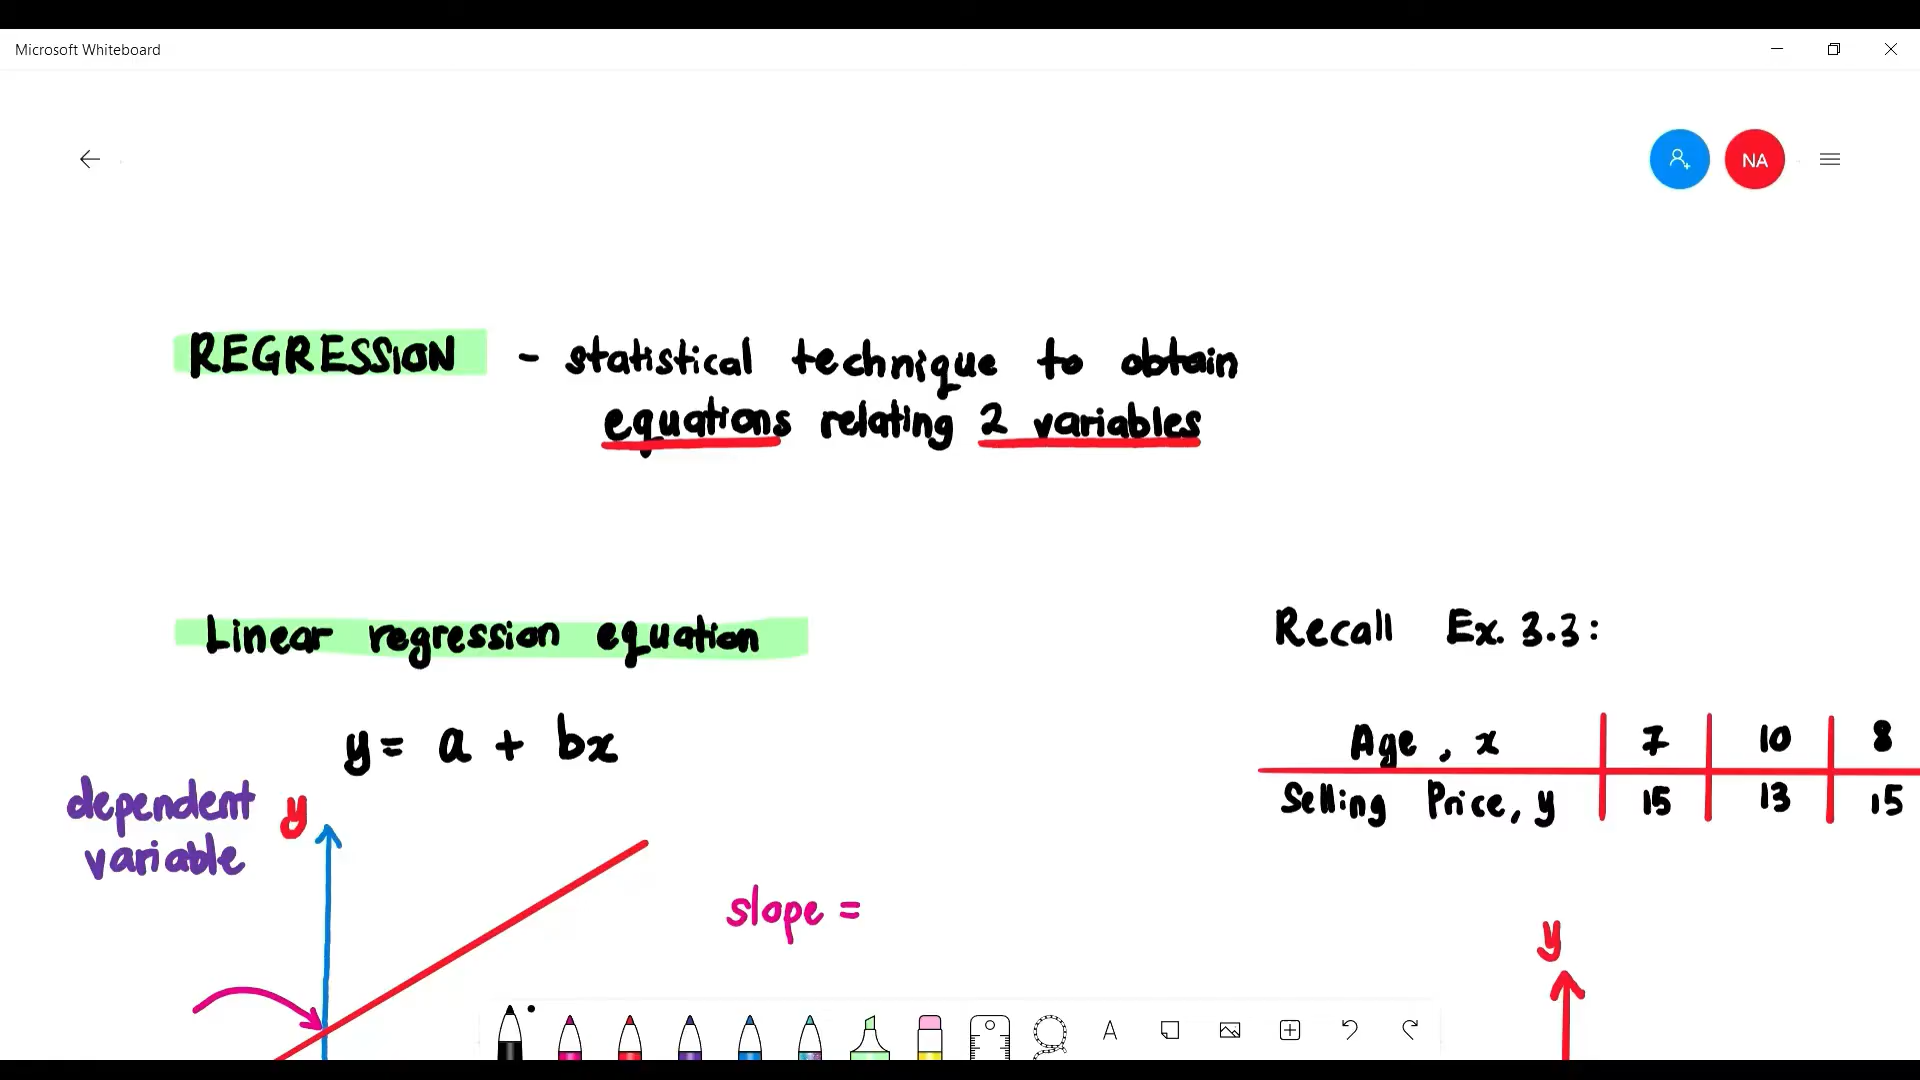 Microsoft Whiteboard
NA
REGRESSION - statistical technique to obtain
equations relating 2 variables
Linear regression equation
Recall Ex. 3.3:
y = a + bx
Age, x 7 10 8
Selling Price, y 15 13 15
dependent
variable
y
slope =
y
A